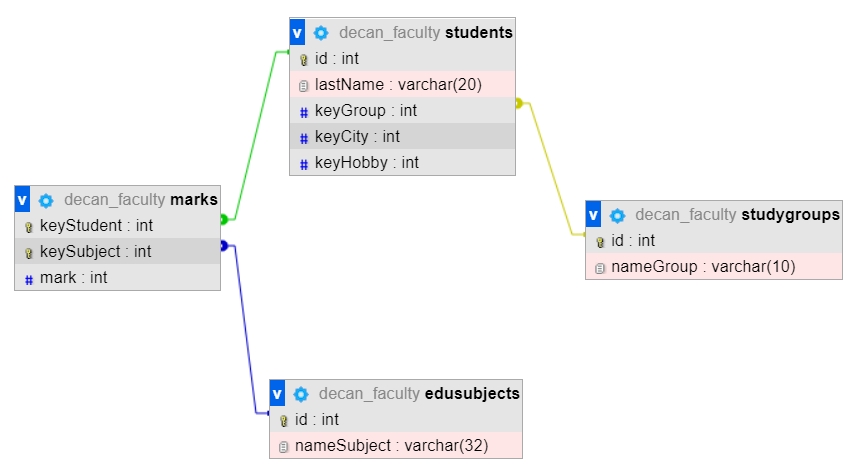 v decan_faculty students
id : int
lastName : varchar(20)
# keyGroup : int
# keyCity : int
# keyHobby : int
v decan_faculty marks
keyStudent : int
keySubject : int
# mark : int
v decan_faculty studygroups
id : int
nameGroup : varchar(10)
v decan_faculty edusubjects
id : int
nameSubject : varchar(32)